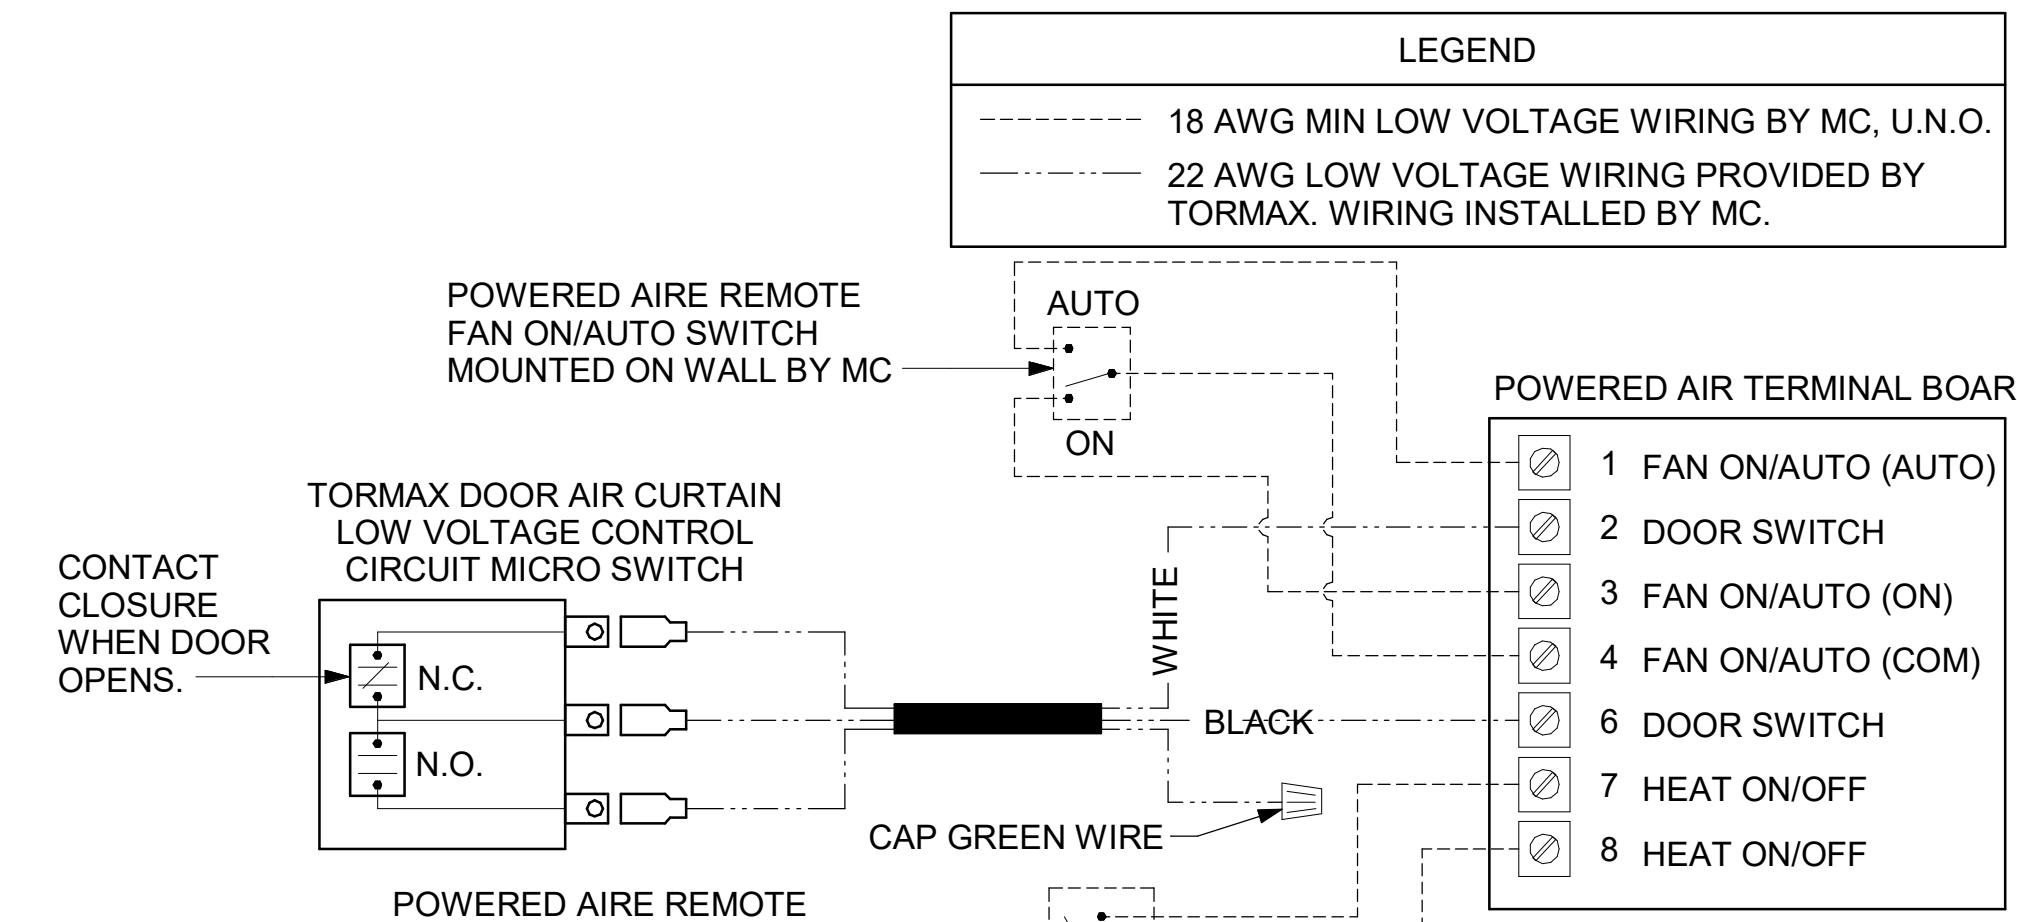 LEGEND
18 AWG MIN LOW VOLTAGE WIRING BY MC, U.N.O.
22 AWG LOW VOLTAGE WIRING PROVIDED BY
TORMAX. WIRING INSTALLED BY MC.
POWERED AIRE REMOTE
FAN ON/AUTO SWITCH
MOUNTED ON WALL BY MC
AUTO
ON
POWERED AIR TERMINAL BOAR
1 FAN ON/AUTO (AUTO)
2 DOOR SWITCH
3 FAN ON/AUTO (ON)
4 FAN ON/AUTO (COM)
6 DOOR SWITCH
7 HEAT ON/OFF
8 HEAT ON/OFF
TORMAX DOOR AIR CURTAIN
LOW VOLTAGE CONTROL
CIRCUIT MICRO SWITCH
CONTACT
CLOSURE
WHEN DOOR
OPENS.
N.C.
N.O.
WHITE
BLACK
CAP GREEN WIRE
POWERED AIRE REMOTE